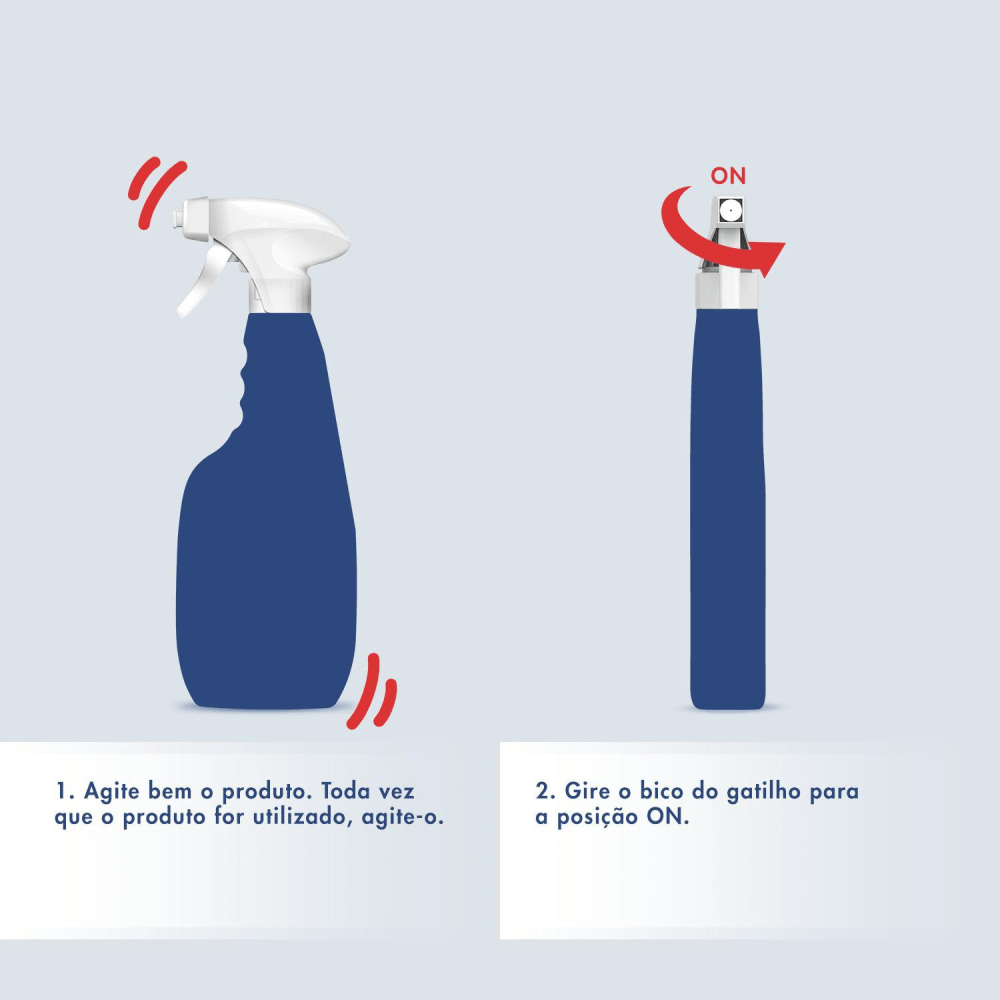 ON
1. Agite bem o produto. Toda vez
que o produto for utilizado, agite-o.
2. Gire o bico do gatilho para
a posição ON.